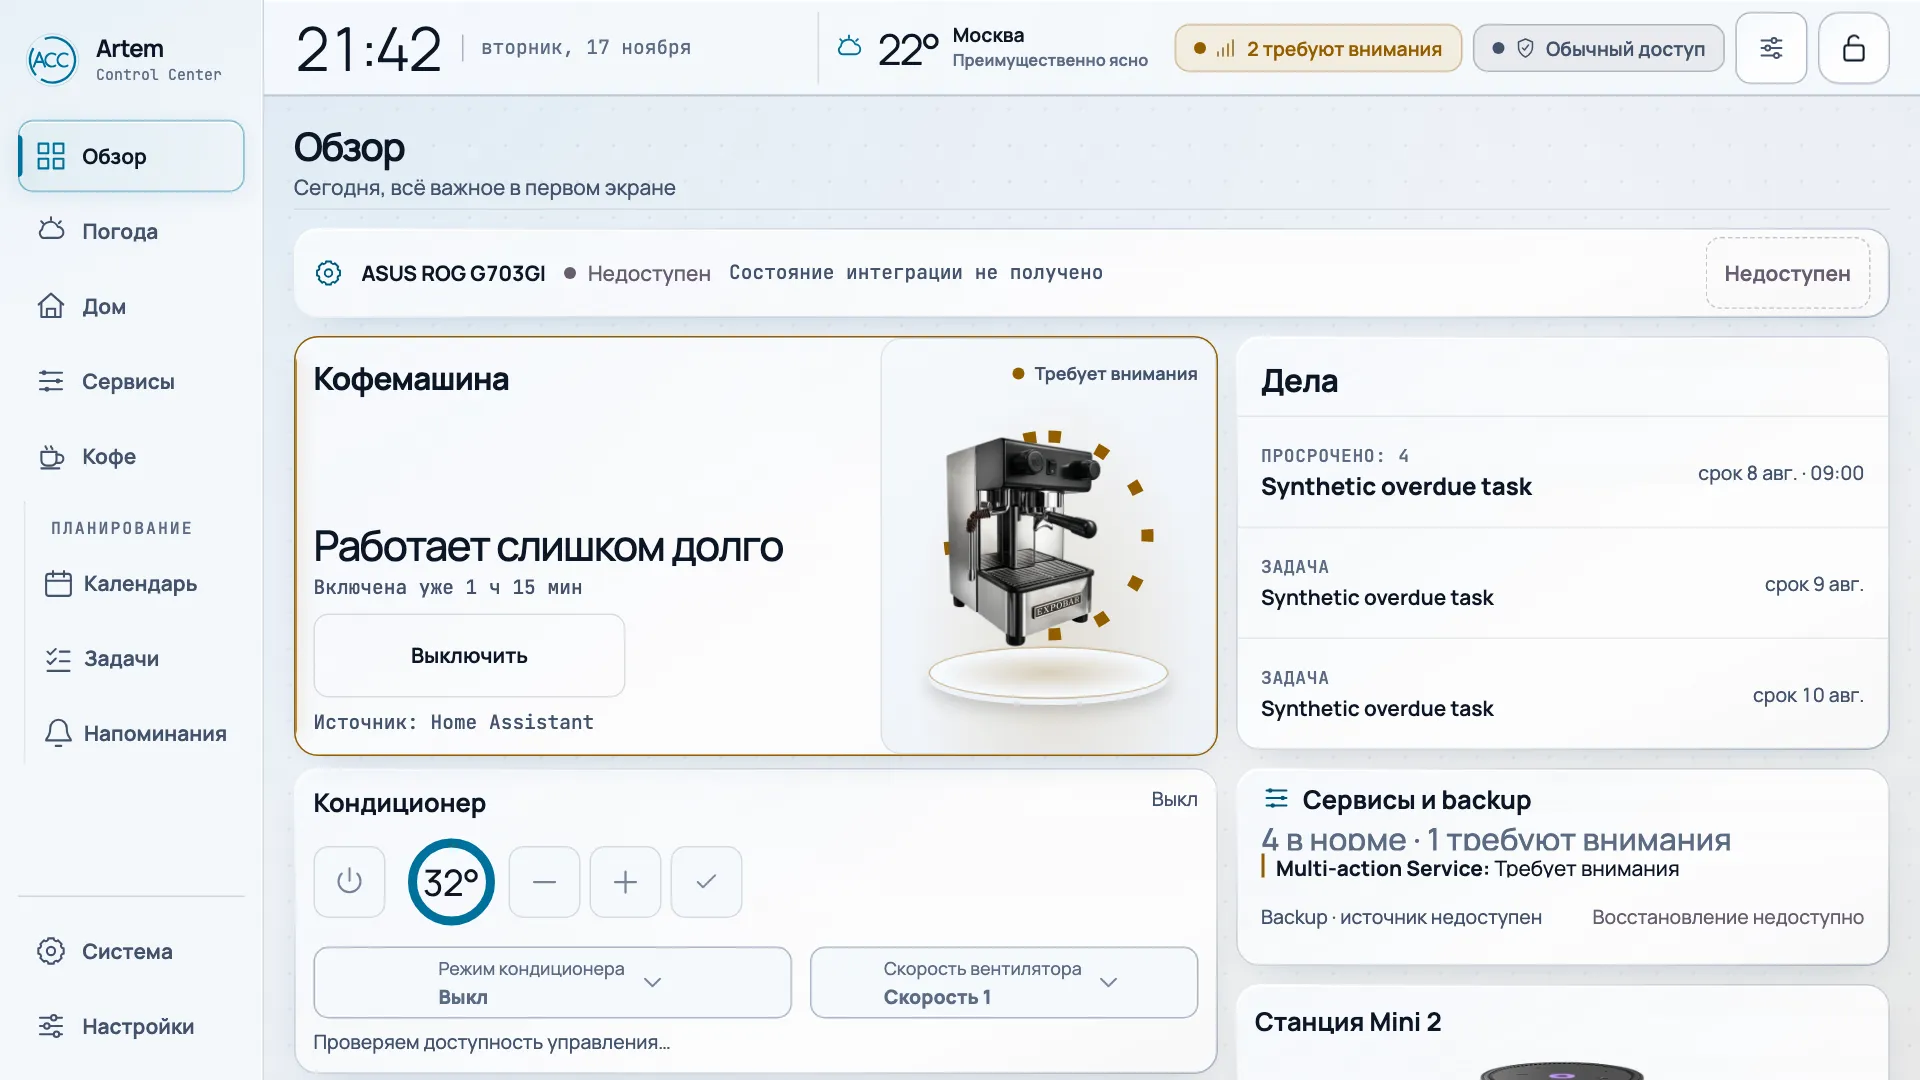 ACC
Artem
Control Center
21:42
вторник, 17 ноября
22°
Москва
Преимущественно ясно
2 требуют внимания
Обычный доступ
Обзор
Погода
Дом
Сервисы
Кофе
ПЛАНИРОВАНИЕ
Календарь
Задачи
Напоминания
Система
Настройки
Обзор
Сегодня, всё важное в первом экране
ASUS ROG G703GI
Недоступен
Состояние интеграции не получено
Недоступен
Кофемашина
Требует внимания
EXPOBAR
Работает слишком долго
Включена уже 1 ч 15 мин
Выключить
Источник: Home Assistant
Дела
ПРОСРОЧЕНО: 4
Synthetic overdue task
срок 8 авг. · 09:00
ЗАДАЧА
Synthetic overdue task
срок 9 авг.
ЗАДАЧА
Synthetic overdue task
срок 10 авг.
Кондиционер
Выкл
32°
Режим кондиционера
Выкл
Скорость вентилятора
Скорость 1
Проверяем доступность управления…
Сервисы и backup
4 в норме · 1 требуют внимания
Multi-action Service: Требует внимания
Backup · источник недоступен
Восстановление недоступно
Станция Mini 2